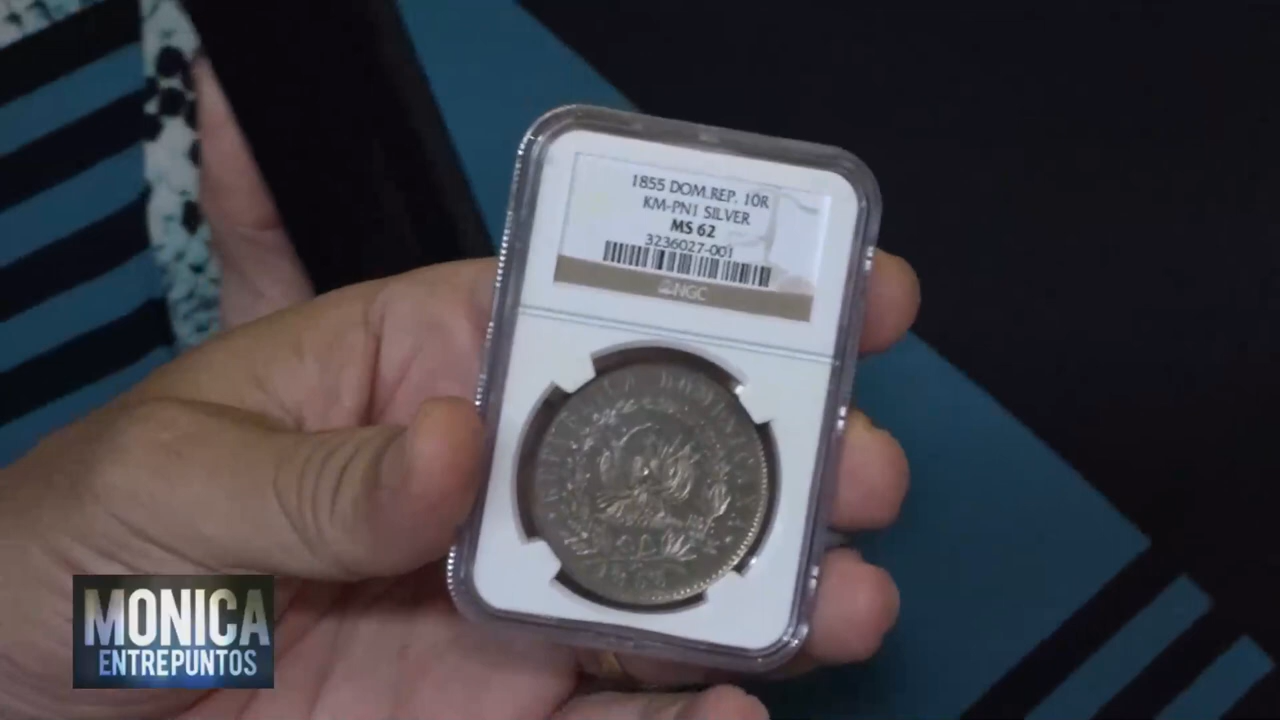 1855 DOM.REP. 10R
KM-PN1 SILVER
MS 62
3236027-001
NGC
MONICA
ENTREPUNTOS